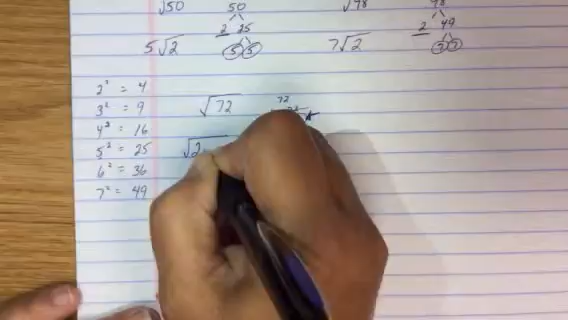 √50 50 √98 98
2 25 2 49
5√2 5 5 7√2 7 7
2² = 4
3² = 9
√72 72
4² = 16
5² = 25
√2
6² = 36
7² = 49